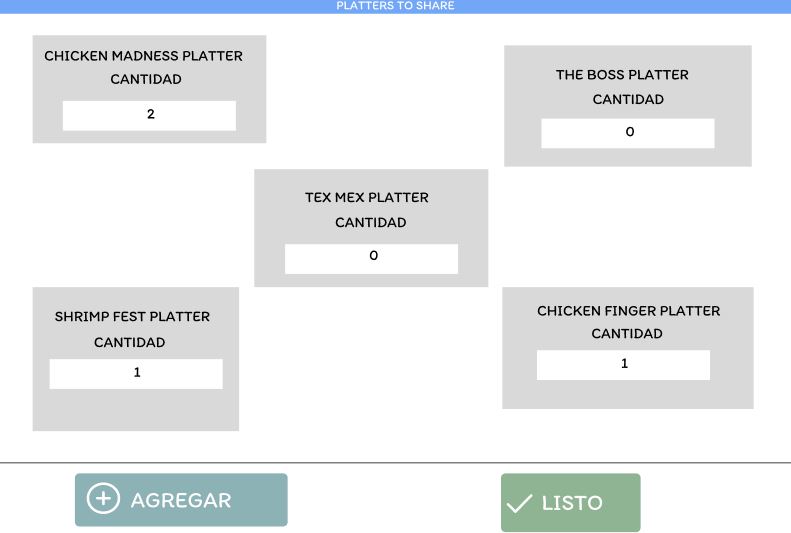 PLATTERS TO SHARE
CHICKEN MADNESS PLATTER
CANTIDAD
2
THE BOSS PLATTER
CANTIDAD
0
TEX MEX PLATTER
CANTIDAD
0
SHRIMP FEST PLATTER
CANTIDAD
1
CHICKEN FINGER PLATTER
CANTIDAD
1
AGREGAR
LISTO